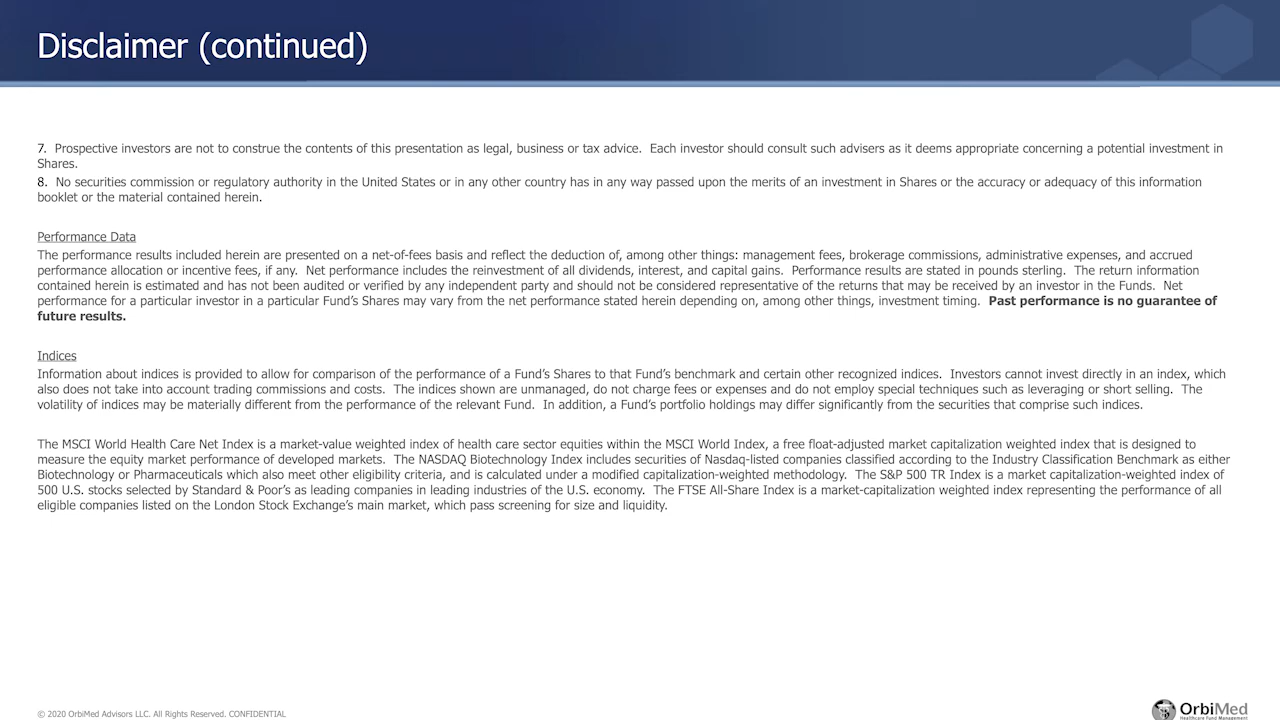 Disclaimer (continued)
7.  Prospective investors are not to construe the contents of this presentation as legal, business or tax advice.  Each investor should consult such advisers as it deems appropriate concerning a potential investment in
Shares.
8.  No securities commission or regulatory authority in the United States or in any other country has in any way passed upon the merits of an investment in Shares or the accuracy or adequacy of this information
booklet or the material contained herein.
Performance Data
The performance results included herein are presented on a net-of-fees basis and reflect the deduction of, among other things: management fees, brokerage commissions, administrative expenses, and accrued
performance allocation or incentive fees, if any.  Net performance includes the reinvestment of all dividends, interest, and capital gains.  Performance results are stated in pounds sterling.  The return information
contained herein is estimated and has not been audited or verified by any independent party and should not be considered representative of the returns that may be received by an investor in the Funds.  Net
performance for a particular investor in a particular Fund’s Shares may vary from the net performance stated herein depending on, among other things, investment timing.  Past performance is no guarantee of
future results.
Indices
Information about indices is provided to allow for comparison of the performance of a Fund’s Shares to that Fund’s benchmark and certain other recognized indices.  Investors cannot invest directly in an index, which
also does not take into account trading commissions and costs.  The indices shown are unmanaged, do not charge fees or expenses and do not employ special techniques such as leveraging or short selling.  The
volatility of indices may be materially different from the performance of the relevant Fund.  In addition, a Fund’s portfolio holdings may differ significantly from the securities that comprise such indices.
The MSCI World Health Care Net Index is a market-value weighted index of health care sector equities within the MSCI World Index, a free float-adjusted market capitalization weighted index that is designed to
measure the equity market performance of developed markets.  The NASDAQ Biotechnology Index includes securities of Nasdaq-listed companies classified according to the Industry Classification Benchmark as either
Biotechnology or Pharmaceuticals which also meet other eligibility criteria, and is calculated under a modified capitalization-weighted methodology.  The S&P 500 TR Index is a market capitalization-weighted index of
500 U.S. stocks selected by Standard & Poor’s as leading companies in leading industries of the U.S. economy.  The FTSE All-Share Index is a market-capitalization weighted index representing the performance of all
eligible companies listed on the London Stock Exchange’s main market, which pass screening for size and liquidity.
© 2020 OrbiMed Advisors LLC. All Rights Reserved. CONFIDENTIAL
OrbiMed
Healthcare Fund Management